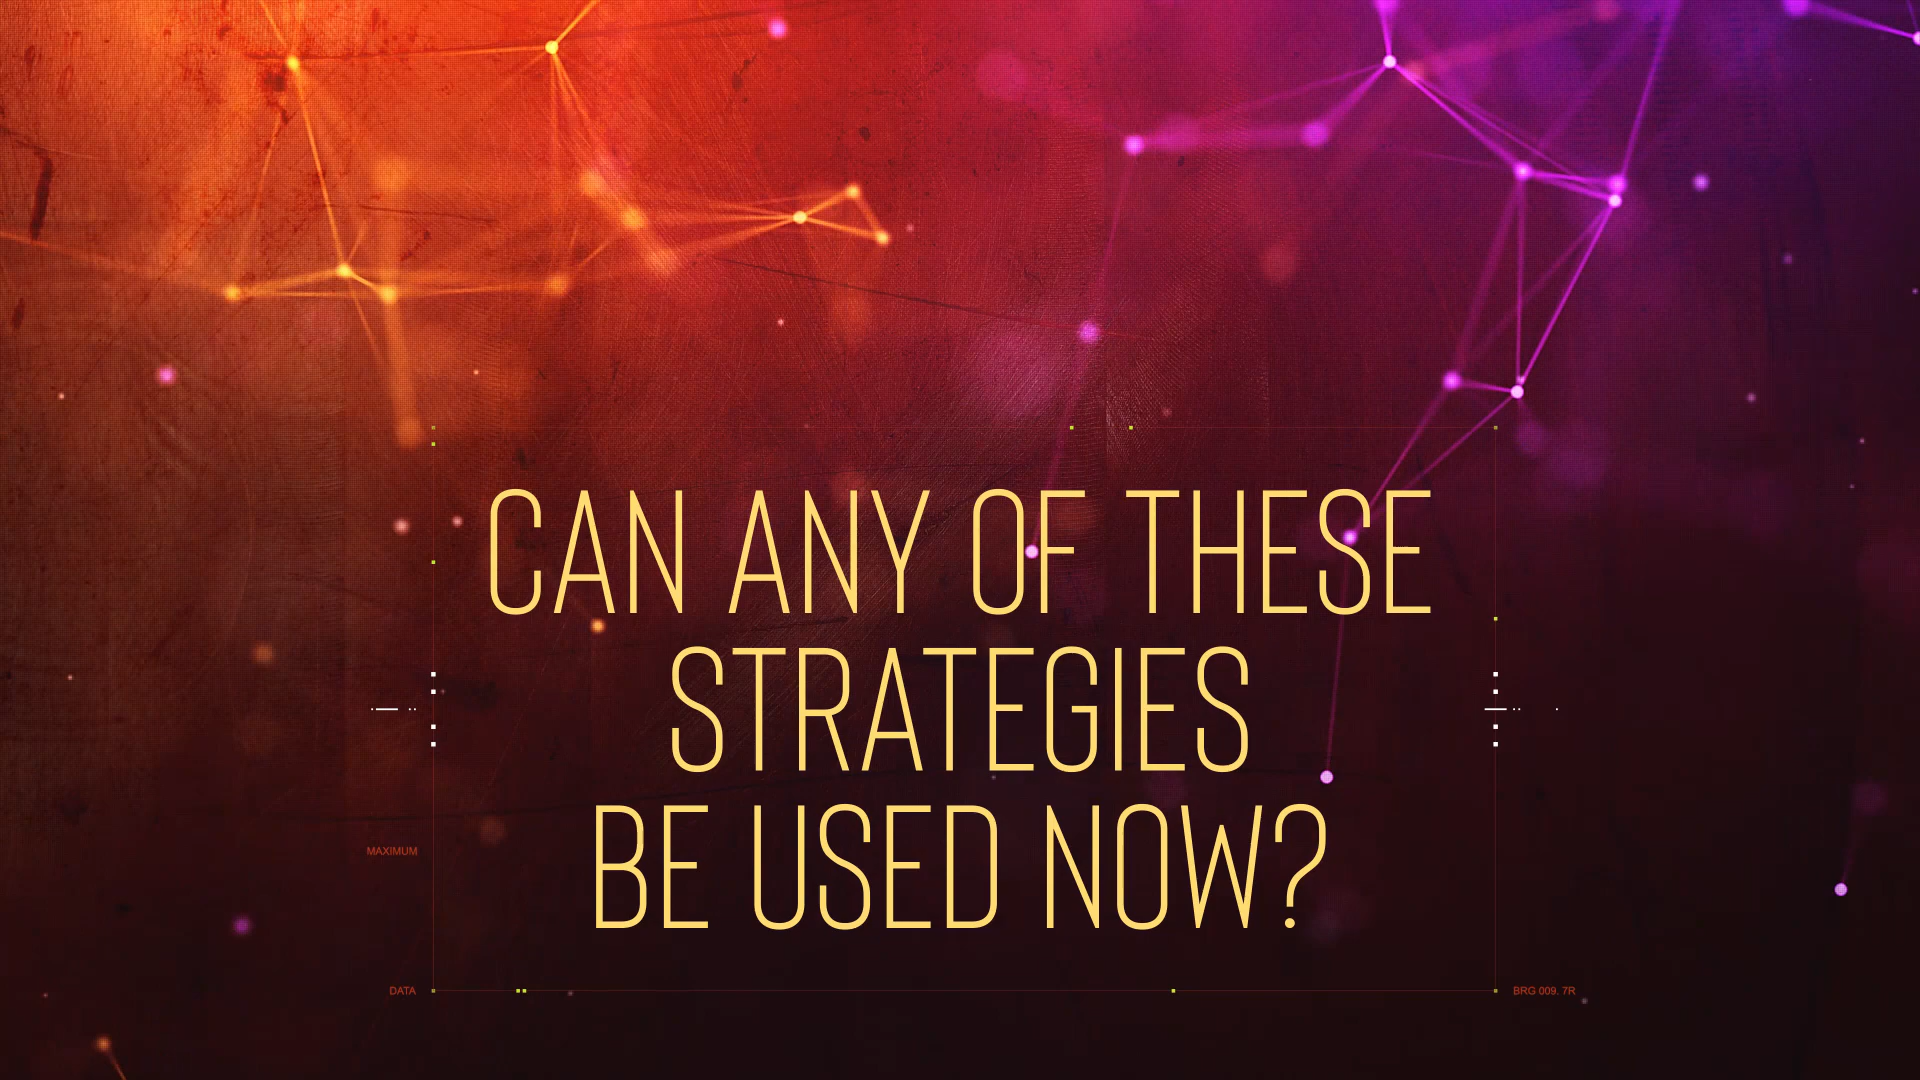 CAN ANY OF THESE
STRATEGIES
BE USED NOW?
MAXIMUM
DATA
BRG 009. 7R